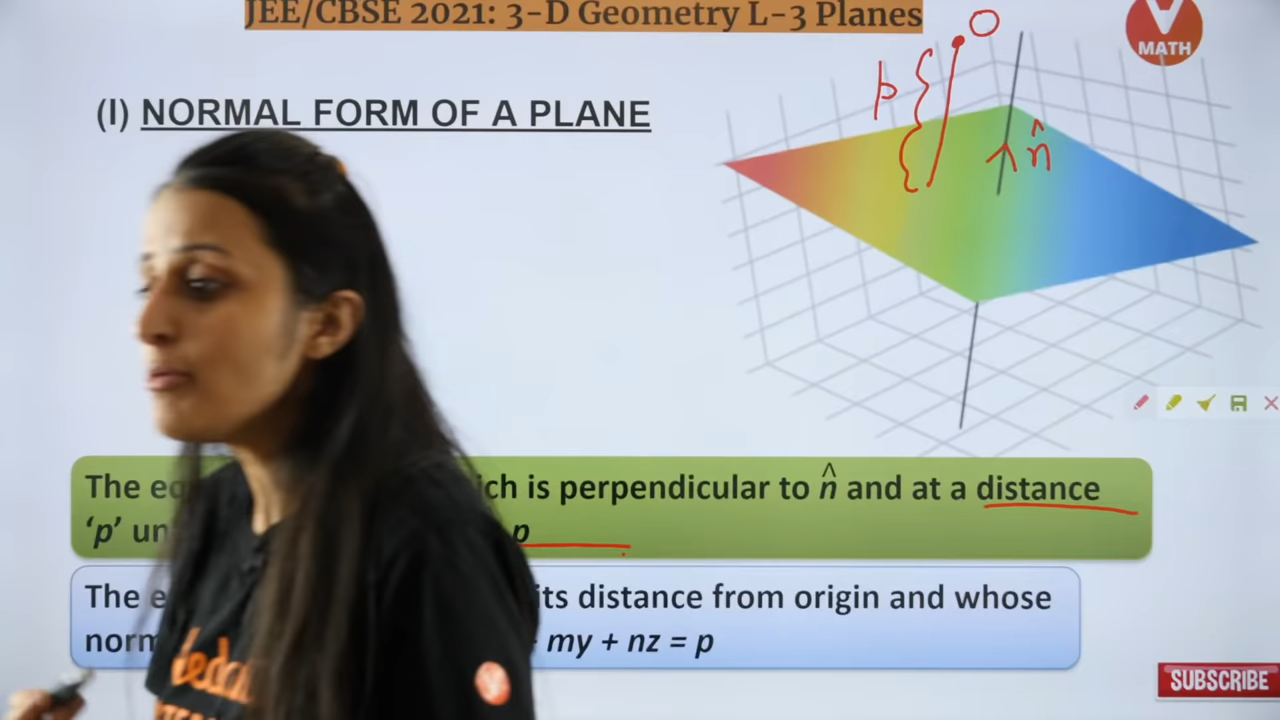 JEE/CBSE 2021: 3-D Geometry L-3 Planes
V
MATH
O
p
n̂
(I) NORMAL FORM OF A PLANE
The ich is perpendicular to n̂ and at a distance
‘p’ un p
The e its distance from origin and whose
norm my + nz = p
Vedan
SUBSCRIBE